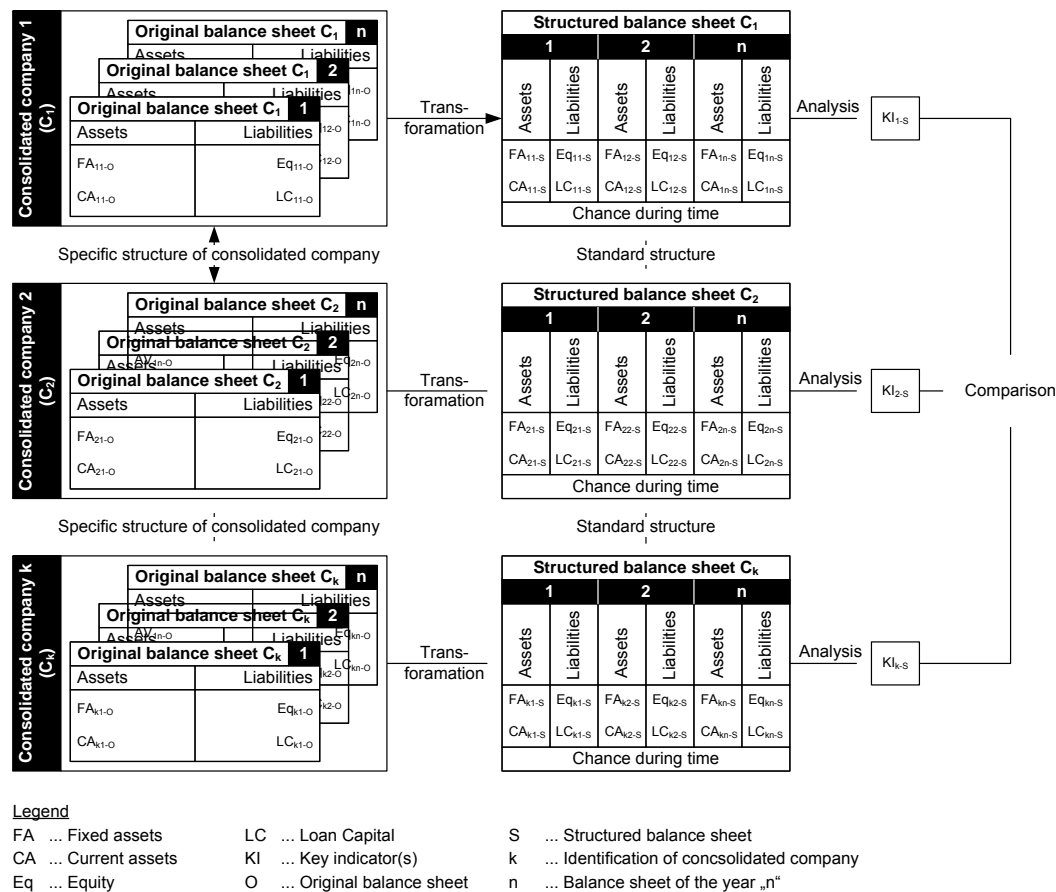 Consolidated company 1
(C1)
Original balance sheet C1 n
Assets Liabilities
Original balance sheet C1 2
Assets Liabilities
Original balance sheet C1 1
Assets Liabilities
FA11-O Eq11-O
CA11-O LC11-O
Trans-
foramation
Structured balance sheet C1
1 2 n
Assets Liabilities Assets Liabilities Assets Liabilities
FA11-S Eq11-S FA12-S Eq12-S FA1n-S Eq1n-S
CA11-S LC11-S CA12-S LC12-S CA1n-S LC1n-S
Chance during time
Analysis
KI1-S
Specific structure of consolidated company
Standard structure
Consolidated company 2
(C2)
Original balance sheet C2 n
Assets Liabilities
AV1n-O Eq2n-O
LC2n-O
Original balance sheet C2 2
Assets Liabilities
Original balance sheet C2 1
Assets Liabilities
FA21-O Eq21-O
CA21-O LC21-O
Trans-
foramation
Structured balance sheet C2
1 2 n
Assets Liabilities Assets Liabilities Assets Liabilities
FA21-S Eq21-S FA22-S Eq22-S FA2n-S Eq2n-S
CA21-S LC21-S CA22-S LC22-S CA2n-S LC2n-S
Chance during time
Analysis
KI2-S
Comparison
Specific structure of consolidated company
Standard structure
Consolidated company k
(Ck)
Original balance sheet Ck n
Assets Liabilities
AV1n-O Eqkn-O
LCkn-O
Original balance sheet Ck 2
Assets Liabilities
Original balance sheet Ck 1
Assets Liabilities
FAk1-O Eqk1-O
CAk1-O LCk1-O
Trans-
foramation
Structured balance sheet Ck
1 2 n
Assets Liabilities Assets Liabilities Assets Liabilities
FAk1-S Eqk1-S FAk2-S Eqk2-S FAkn-S Eqkn-S
CAk1-S LCk1-S CAk2-S LCk2-S CAkn-S LCkn-S
Chance during time
Analysis
KIk-S
Legend
FA ... Fixed assets LC ... Loan Capital S ... Structured balance sheet
CA ... Current assets KI ... Key indicator(s) k ... Identification of concsolidated company
Eq ... Equity O ... Original balance sheet n ... Balance sheet of the year „n“